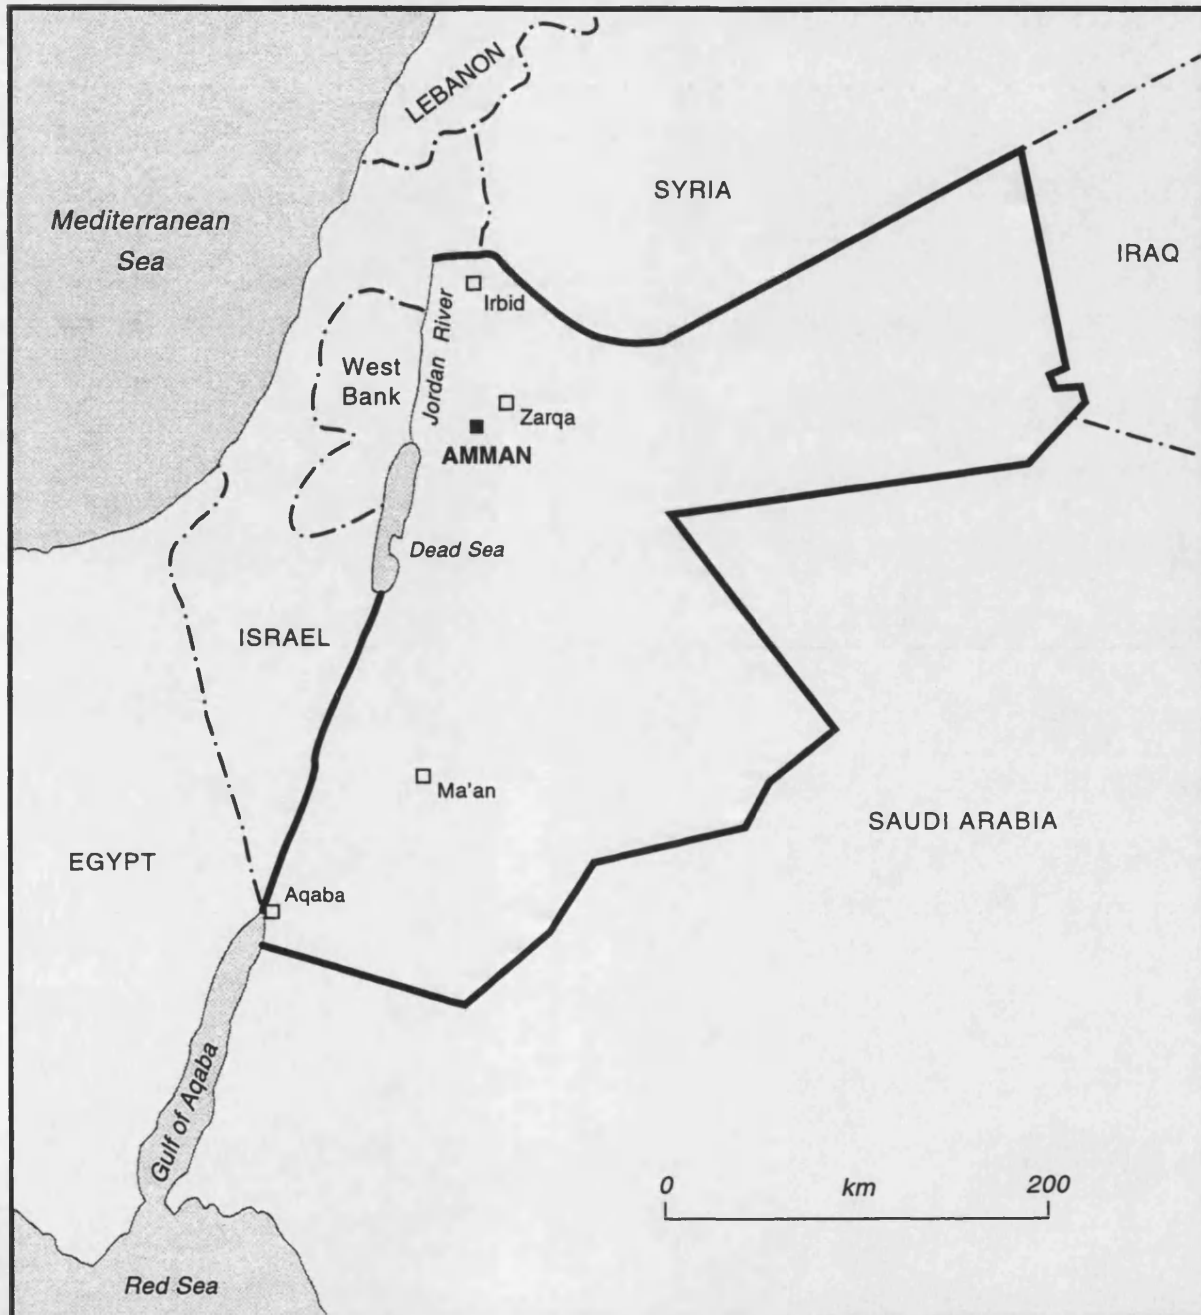 LEBANON
SYRIA
Mediterranean
Sea
IRAQ
Irbid
Jordan River
West
Bank
Zarqa
AMMAN
Dead Sea
ISRAEL
Ma'an
SAUDI ARABIA
EGYPT
Aqaba
Gulf of Aqaba
0 km 200
Red Sea